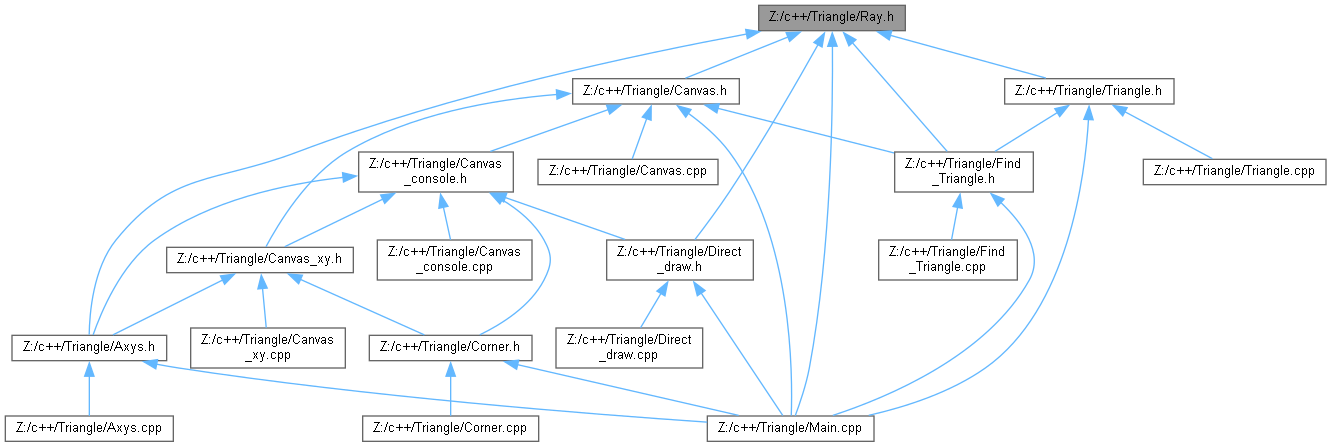 Z:/c++/Triangle/Ray.h
Z:/c++/Triangle/Canvas.h
Z:/c++/Triangle/Triangle.h
Z:/c++/Triangle/Canvas
_console.h
Z:/c++/Triangle/Canvas.cpp
Z:/c++/Triangle/Find
_Triangle.h
Z:/c++/Triangle/Triangle.cpp
Z:/c++/Triangle/Canvas_xy.h
Z:/c++/Triangle/Canvas
_console.cpp
Z:/c++/Triangle/Direct
_draw.h
Z:/c++/Triangle/Find
_Triangle.cpp
Z:/c++/Triangle/Axys.h
Z:/c++/Triangle/Canvas
_xy.cpp
Z:/c++/Triangle/Corner.h
Z:/c++/Triangle/Direct
_draw.cpp
Z:/c++/Triangle/Axys.cpp
Z:/c++/Triangle/Corner.cpp
Z:/c++/Triangle/Main.cpp